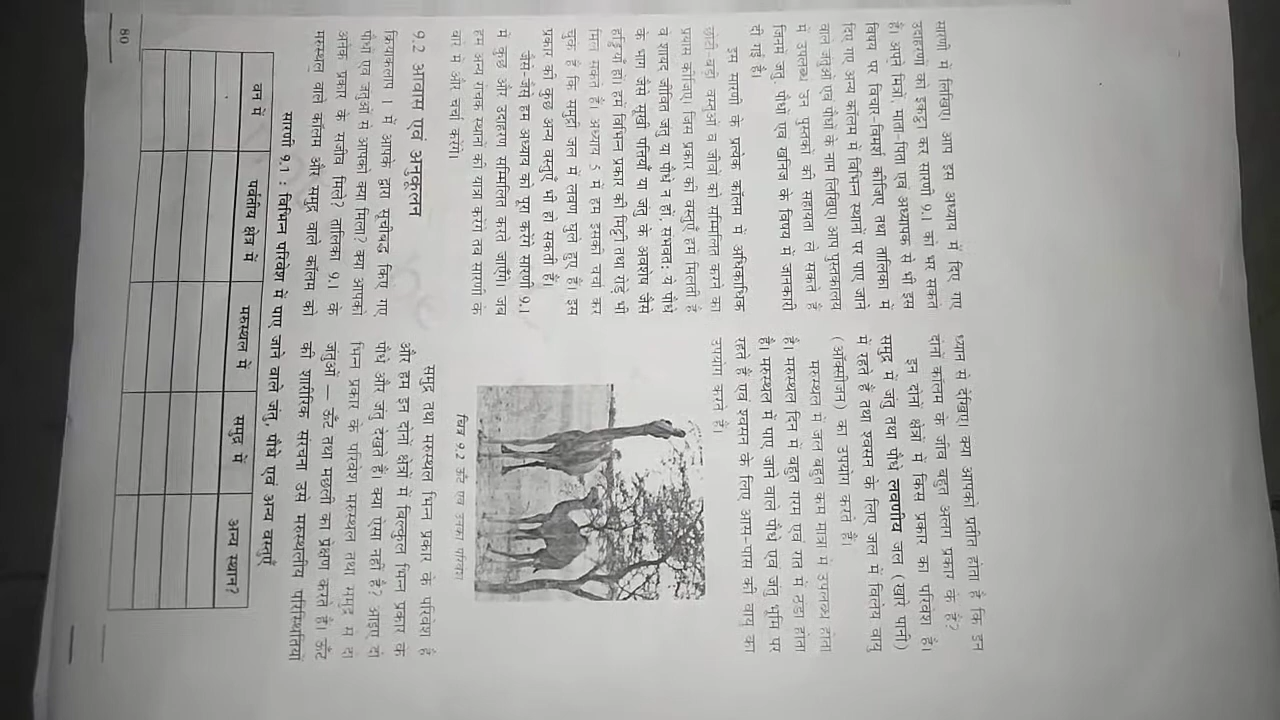 सारणी में लिखिए। आप इस अध्याय में दिए गए
उदाहरणों को इकट्ठा कर सारणी 9.1 को भर सकते
हैं। अपने मित्रों, माता-पिता एवं अध्यापक से भी इस
विषय पर विचार-विमर्श कीजिए तथा तालिका में
दिए गए अन्य कॉलम में विभिन्न स्थानों पर पाए जाने
वाले जंतुओं एवं पौधों के नाम लिखिए। आप पुस्तकालय
में उपलब्ध उन पुस्तकों की सहायता ले सकते हैं
जिनमें जंतु, पौधों एवं खनिज के विषय में जानकारी
दी गई है।
इस सारणी के प्रत्येक कॉलम में अधिकाधिक
छोटी-बड़ी वस्तुओं व जीवों को सम्मिलित करने का
प्रयास कीजिए। किस प्रकार की वस्तुएँ हमें मिलती हैं
व शायद जीवित जंतु या पौधे न हों, संभवतः ये पौधे
के भाग जैसे सूखी पत्तियाँ या जंतु के अवशेष जैसे
हड्डियाँ हों। हमें विभिन्न प्रकार की मिट्टी तथा रोड़े भी
मिल सकते हैं। अध्याय 5 में हम इसकी चर्चा कर
चुके हैं कि समुद्री जल में लवण घुले हुए हैं। इस
प्रकार की कुछ अन्य वस्तुएँ भी हो सकती हैं।
जैसे-जैसे हम अध्याय को पूरा करेंगे सारणी 9.1
में कुछ और उदाहरण सम्मिलित करते जाएँगे। जब
हम अन्य रोचक स्थानों की यात्रा करेंगे तब सारणी के
बारे में और चर्चा करेंगे।
9.2 आवास एवं अनुकूलन
क्रियाकलाप 1 में आपके द्वारा सूचीबद्ध किए गए
पौधों एवं जंतुओं में आपको क्या मिला? क्या आपको
अनेक प्रकार के सजीव मिले? तालिका 9.1 के
मरुस्थल वाले कॉलम और समुद्र वाले कॉलम को
ध्यान से देखिए। क्या आपको प्रतीत होता है कि इन
दोनों कॉलम के जीव बहुत अलग प्रकार के हैं?
इन दोनों क्षेत्रों में किस प्रकार का परिवेश है।
समुद्र में जंतु तथा पौधे लवणीय जल (खारे पानी)
में रहते हैं तथा श्वसन के लिए जल में विलेय वायु
(ऑक्सीजन) का उपयोग करते हैं।
मरुस्थल में जल बहुत कम मात्रा में उपलब्ध होता
है। मरुस्थल दिन में बहुत गरम एवं रात में ठंडा होता
है। मरुस्थल में पाए जाने वाले पौधे एवं जंतु भूमि पर
रहते हैं एवं श्वसन के लिए आस-पास की वायु का
उपयोग करते हैं।
चित्र 9.2 ऊँट एवं उनका परिवेश
समुद्र तथा मरुस्थल भिन्न प्रकार के परिवेश हैं
और हम इन दोनों क्षेत्रों में बिल्कुल भिन्न प्रकार के
पौधे और जंतु देखते हैं। क्या ऐसा नहीं है? आइए दो
भिन्न प्रकार के परिवेश मरुस्थल तथा समुद्र में दो
जंतुओं — ऊँट तथा मछली का प्रेक्षण करते हैं। ऊँट
की शारीरिक संरचना उसे मरुस्थलीय परिस्थितियों
सारणी 9.1 : विभिन्न परिवेश में पाए जाने वाले जंतु, पौधे एवं अन्य वस्तुएँ
वन में पर्वतीय क्षेत्र में मरुस्थल में समुद्र में अन्य स्थान?
80